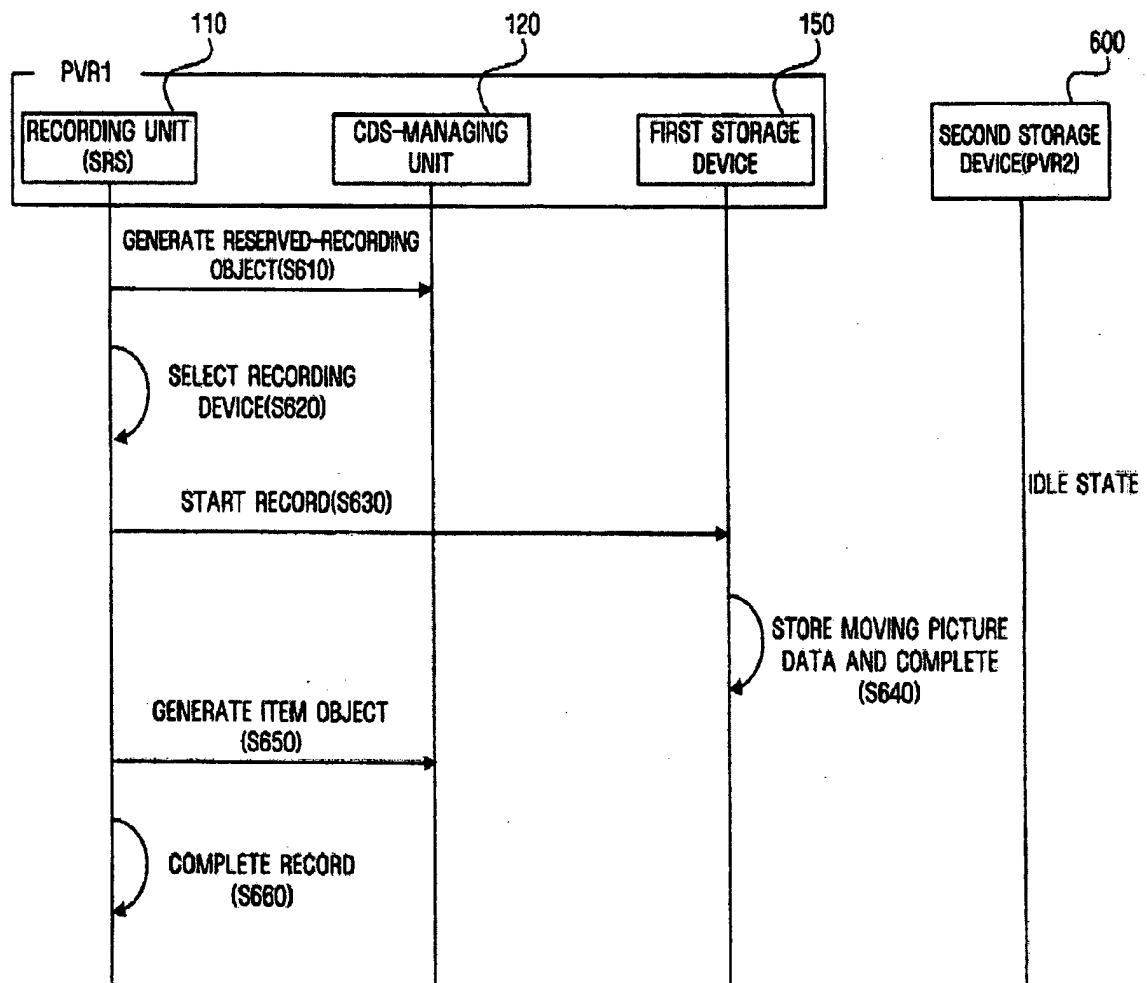 110
120
150
600
PVR1
RECORDING UNIT
(SRS)
CDS-MANAGING
UNIT
FIRST STORAGE
DEVICE
SECOND STORAGE
DEVICE(PVR2)
GENERATE RESERVED-RECORDING
OBJECT(S610)
SELECT RECORDING
DEVICE(S620)
IDLE STATE
START RECORD(S630)
STORE MOVING PICTURE
DATA AND COMPLETE
(S640)
GENERATE ITEM OBJECT
(S650)
COMPLETE RECORD
(S660)